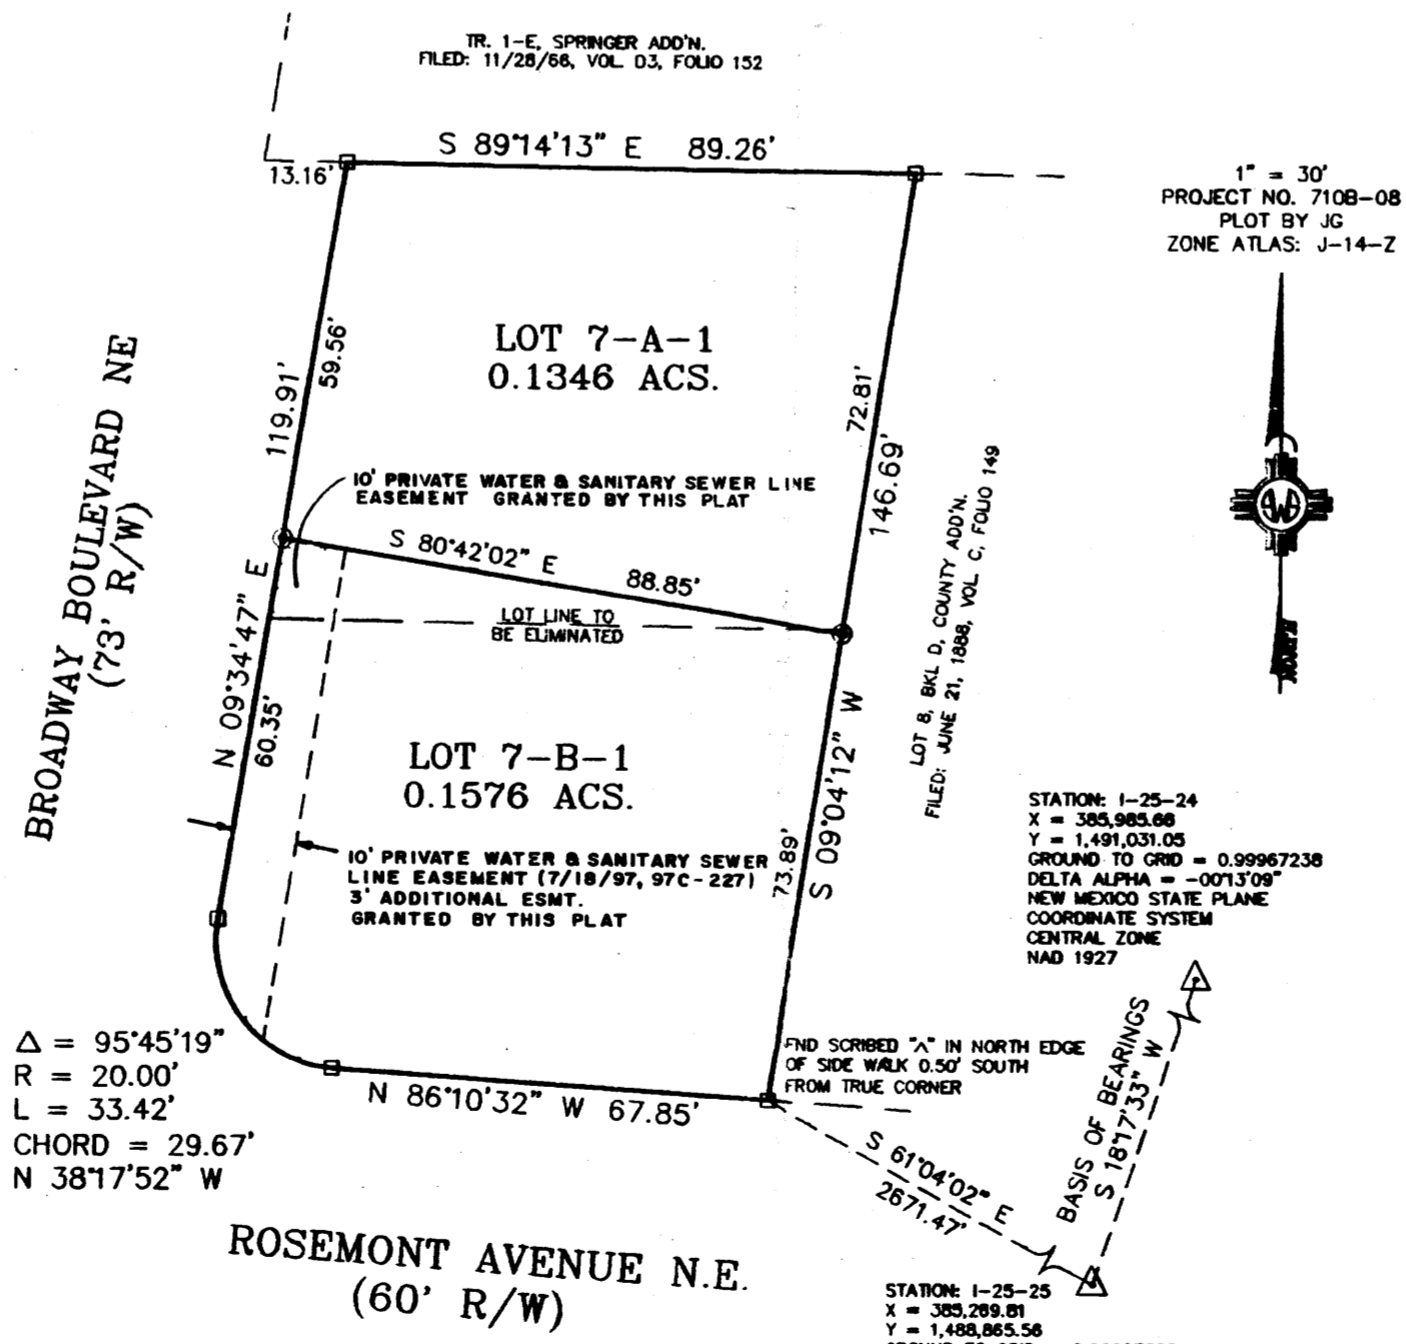 TR. 1-E, SPRINGER ADD'N.
FILED: 11/28/66, VOL. D3, FOLIO 152
S 89°14'13" E 89.26'
13.16'
1" = 30'
PROJECT NO. 710B-08
PLOT BY JG
ZONE ATLAS: J-14-Z
LOT 7-A-1
0.1346 ACS.
119.91'
59.56'
72.81'
146.69'
BROADWAY BOULEVARD NE
(73' R/W)
10' PRIVATE WATER & SANITARY SEWER LINE
EASEMENT GRANTED BY THIS PLAT
S 80°42'02" E 88.85'
LOT LINE TO
BE ELIMINATED
N 09°34'47" E
60.35'
LOT 8, BKL D, COUNTY ADD'N.
FILED: JUNE 21, 1888, VOL. C, FOLIO 149
NORTH
LOT 7-B-1
0.1576 ACS.
S 09°04'12" W
73.89'
10' PRIVATE WATER & SANITARY SEWER
LINE EASEMENT (7/18/97, 97C-227)
3' ADDITIONAL ESMT.
GRANTED BY THIS PLAT
STATION: I-25-24
X = 385,985.66
Y = 1,491,031.05
GROUND TO GRID = 0.99967238
DELTA ALPHA = -00°13'09"
NEW MEXICO STATE PLANE
COORDINATE SYSTEM
CENTRAL ZONE
NAD 1927
Δ = 95°45'19"
R = 20.00'
L = 33.42'
CHORD = 29.67'
N 38°17'52" W
FND SCRIBED "^" IN NORTH EDGE
OF SIDE WALK 0.50' SOUTH
FROM TRUE CORNER
N 86°10'32" W 67.85'
BASIS OF BEARINGS
S 18°17'33" W
S 61°04'02" E
2671.47'
ROSEMONT AVENUE N.E.
(60' R/W)
STATION: I-25-25
X = 385,289.81
Y = 1,488,865.56